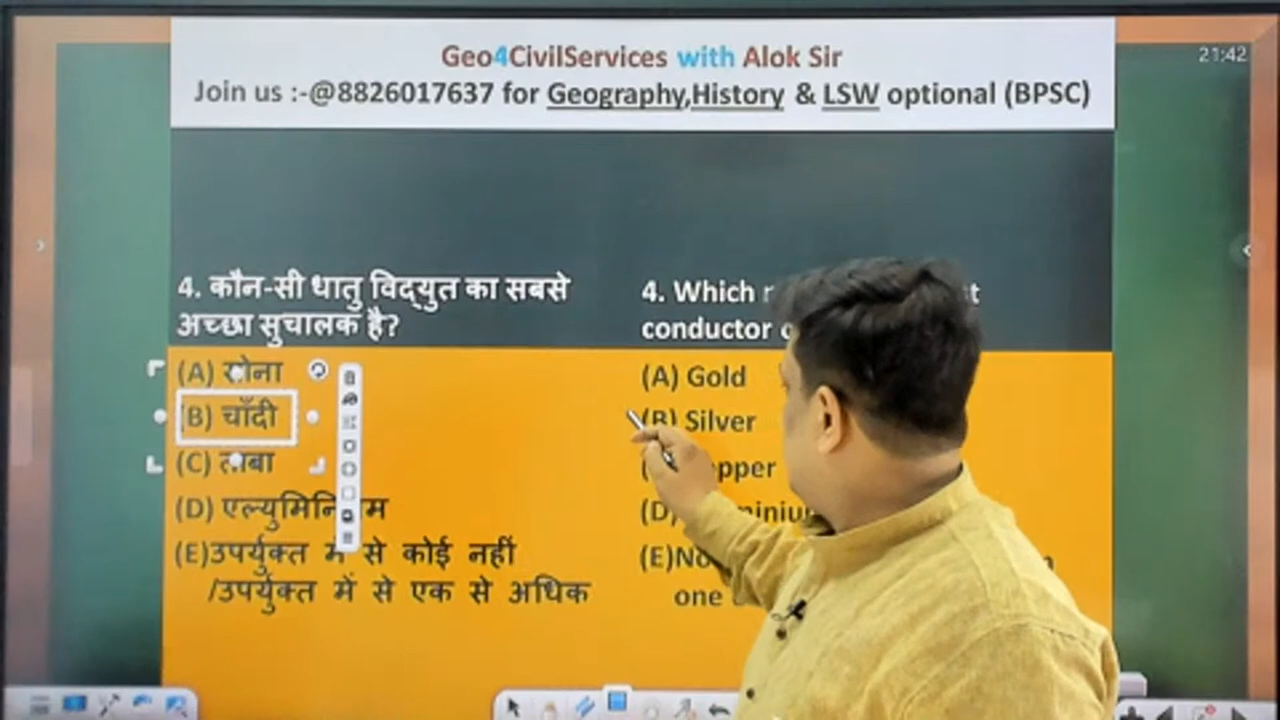 Geo4CivilServices with Alok Sir
Join us :-@8826017637 for Geography,History & LSW optional (BPSC)
21:42
4. कौन-सी धातु विद्युत का सबसे
अच्छा सुचालक है?
(A) सोना
(B) चाँदी
(C) ताँबा
(D) एल्युमिनियम
(E)उपर्युक्त में से कोई नहीं
/उपर्युक्त में से एक से अधिक
4. Which
conductor
(A) Gold
(B) Silver
(D)
(E)
one